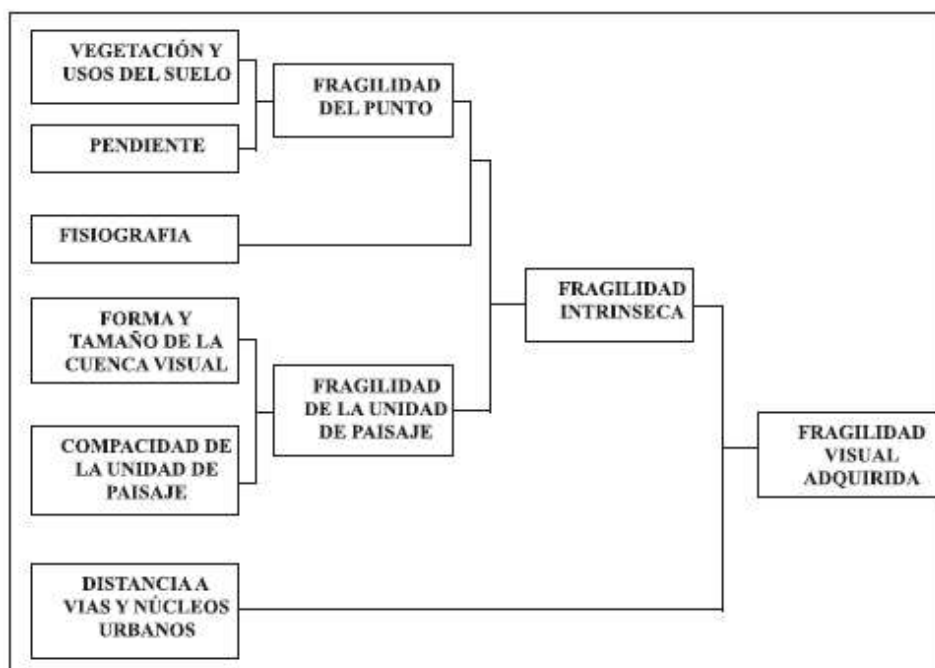 VEGETACIÓN Y
USOS DEL SUELO
PENDIENTE
FRAGILIDAD
DEL PUNTO
FISIOGRAFIA
FORMA Y
TAMAÑO DE LA
CUENCA VISUAL
COMPACIDAD DE
LA UNIDAD DE
PAISAJE
FRAGILIDAD
DE LA UNIDAD
DE PAISAJE
FRAGILIDAD
INTRINSECA
DISTANCIA A
VIAS Y NÚCLEOS
URBANOS
FRAGILIDAD
VISUAL
ADQUIRIDA